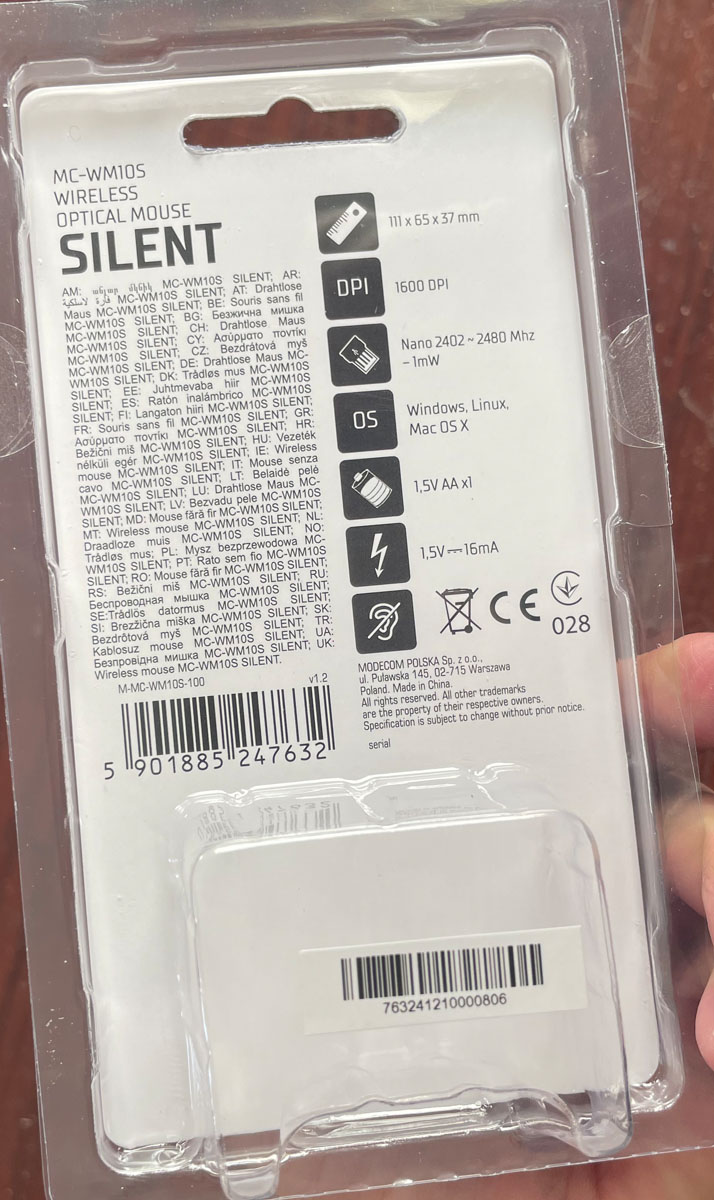 MC-WM10S
WIRELESS
OPTICAL MOUSE
SILENT
AM: անլար մկնիկ MC-WM10S SILENT; AR:
فأرة لاسلكية MC-WM10S SILENT; AT: Drahtlose
Maus MC-WM10S SILENT; BE: Souris sans fil
MC-WM10S SILENT; BG: Безжична мишка
MC-WM10S SILENT; CH: Drahtlose Maus
MC-WM10S SILENT; CY: Ασύρματο ποντίκι
MC-WM10S SILENT; CZ: Bezdrátová myš
MC-WM10S SILENT; DE: Drahtlose Maus MC-
WM10S SILENT; DK: Trådløs mus MC-WM10S
SILENT; EE: Juhtmevaba hiir MC-WM10S
SILENT; ES: Ratón inalámbrico MC-WM10S
SILENT; FI: Langaton hiiri MC-WM10S SILENT;
FR: Souris sans fil MC-WM10S SILENT; GR:
Ασύρματο ποντίκι MC-WM10S SILENT; HR:
Bežični miš MC-WM10S SILENT; HU: Vezeték
nélküli egér MC-WM10S SILENT; IE: Wireless
mouse MC-WM10S SILENT; IT: Mouse senza
cavo MC-WM10S SILENT; LT: Belaidė pelė
MC-WM10S SILENT; LU: Drahtlose Maus MC-
WM10S SILENT; LV: Bezvadu pele MC-WM10S
SILENT; MD: Mouse fără fir MC-WM10S SILENT;
MT: Wireless mouse MC-WM10S SILENT; NL:
Draadloze muis MC-WM10S SILENT; NO:
Trådløs mus; PL: Mysz bezprzewodowa MC-
WM10S SILENT; PT: Rato sem fio MC-WM10S
SILENT; RO: Mouse fără fir MC-WM10S SILENT;
RS: Bežični miš MC-WM10S SILENT; RU:
Беспроводная мышка MC-WM10S SILENT;
SE:Trådlös datormus MC-WM10S SILENT;
SI: Brezžična miška MC-WM10S SILENT; SK:
Bezdrôtová myš MC-WM10S SILENT; TR:
Kablosuz mouse MC-WM10S SILENT; UA:
Безпровідна мишка MC-WM10S SILENT; UK:
Wireless mouse MC-WM10S SILENT.
M-MC-WM10S-100 v1.2
5 901885 247632
111 x 65 x 37 mm
DPI 1600 DPI
Nano 2402 ~ 2480 Mhz
– 1mW
OS Windows, Linux,
Mac OS X
1,5V AA x1
1,5V⎓16mA
CE
028
MODECOM POLSKA Sp. z o.o.,
ul. Puławska 145, 02-715 Warszawa
Poland. Made in China.
All rights reserved. All other trademarks
are the property of their respective owners.
Specification is subject to change without prior notice.
serial
763241210000806